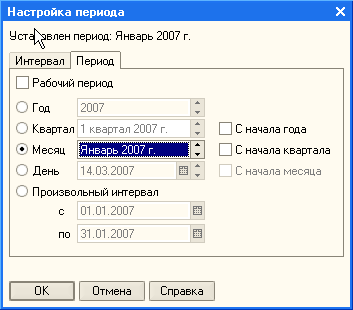 Настройка периода
Установлен период: Январь 2007 г.
Интервал Период
Рабочий период
Год 2007
Квартал 1 квартал 2007 г. С начала года
Месяц Январь 2007 г. С начала квартала
День 14.03.2007 С начала месяца
Произвольный интервал
с 01.01.2007
по 31.01.2007
OK Отмена Справка